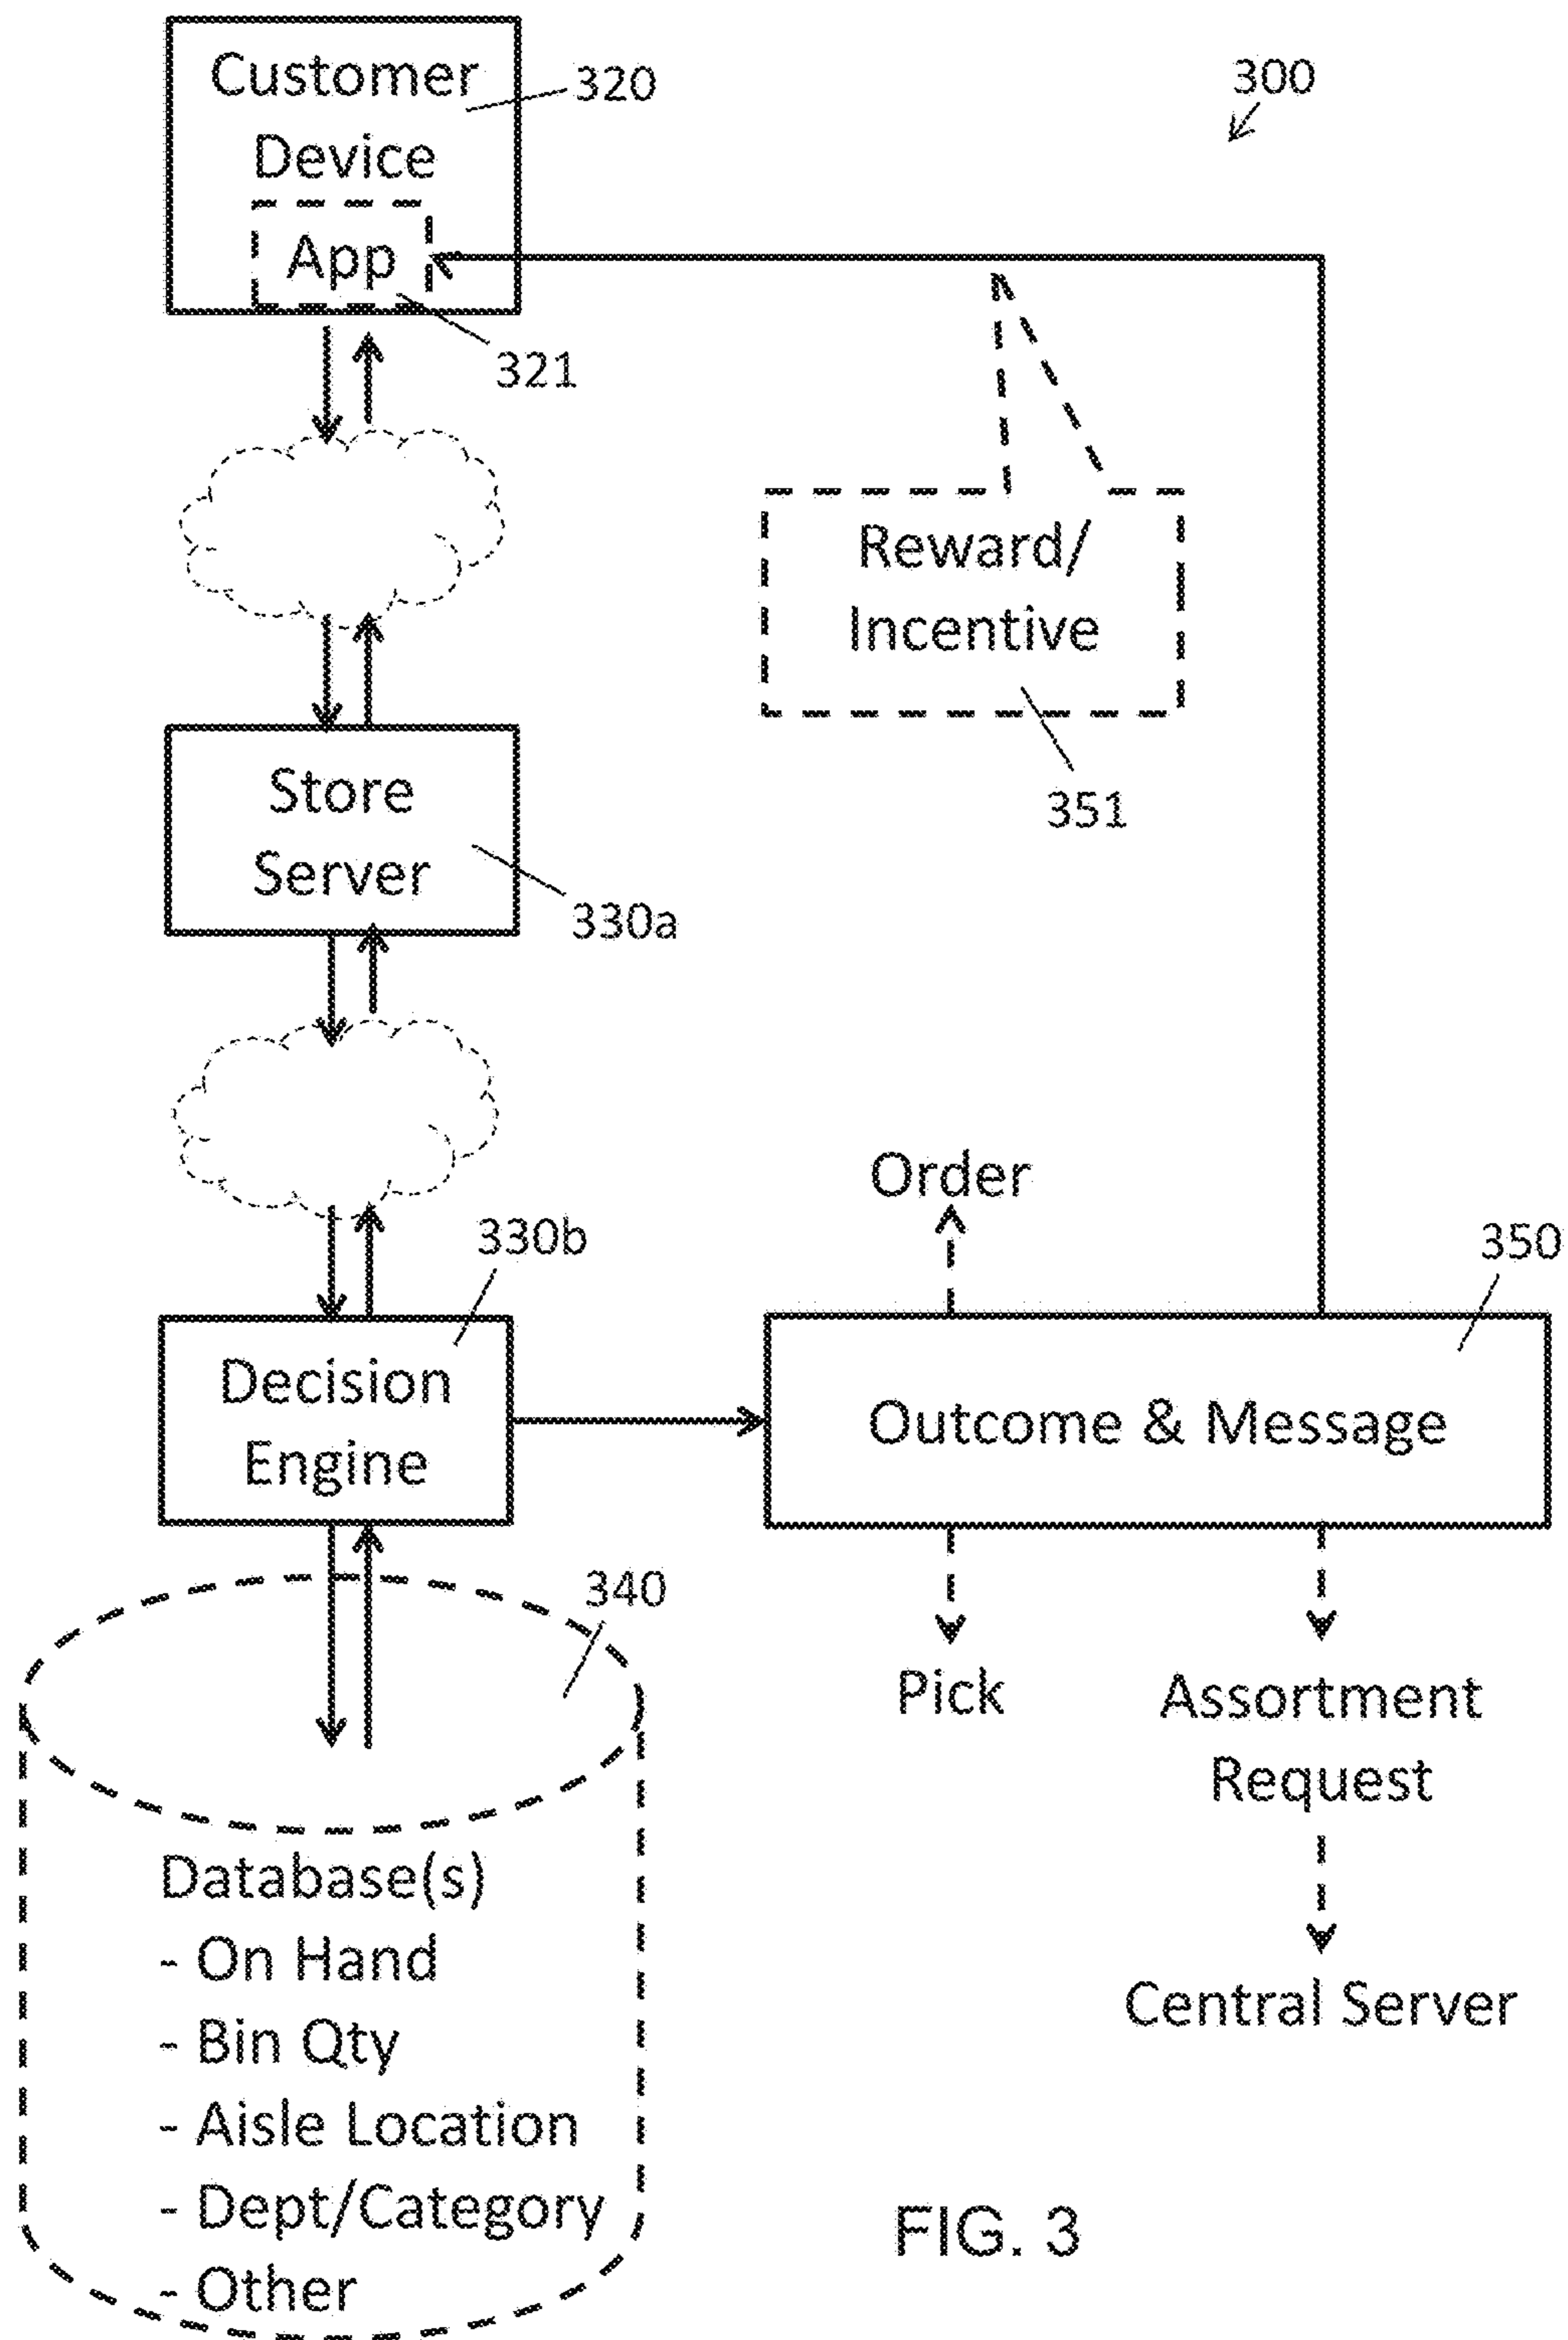 Customer
Device
App
320
300
321
Reward/
Incentive
351
Store
Server
330a
Order
330b
350
Decision
Engine
Outcome & Message
340
Pick
Assortment
Request
Central Server
Database(s)
- On Hand
- Bin Qty
- Aisle Location
- Dept/Category
- Other
FIG. 3